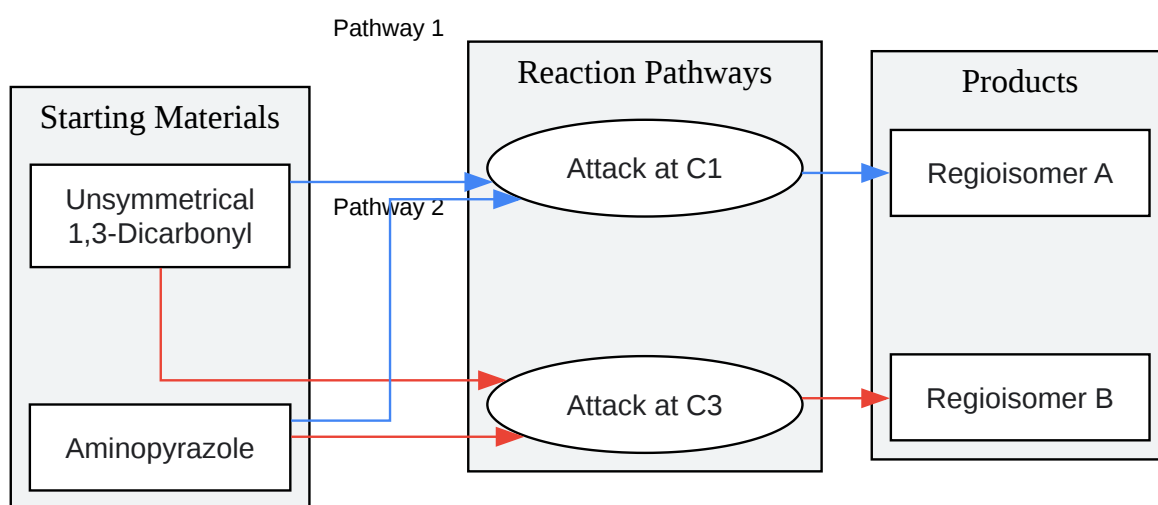 Pathway 1
Reaction Pathways
Products
Starting Materials
Attack at C1
Regioisomer A
Unsymmetrical
1,3-Dicarbonyl
Pathway 2
Attack at C3
Regioisomer B
Aminopyrazole